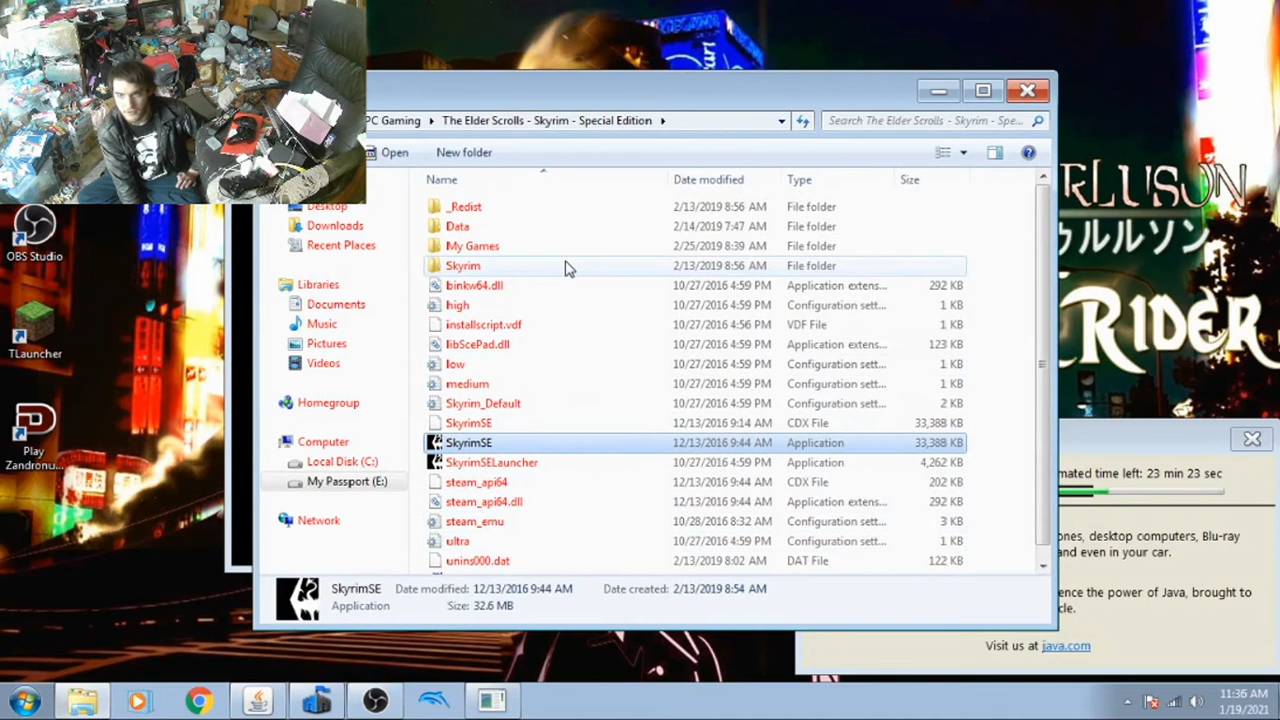 PC Gaming The Elder Scrolls - Skyrim - Special Edition Search The Elder Scrolls - Skyrim - Spe...
Open New folder
Name Date modified Type Size
_Redist 2/13/2019 8:56 AM File folder
Data 2/14/2019 7:47 AM File folder
My Games 2/25/2019 8:39 AM File folder
Skyrim 2/13/2019 8:56 AM File folder
binkw64.dll 10/27/2016 4:59 PM Application extens... 292 KB
high 10/27/2016 4:59 PM Configuration sett... 1 KB
installscript.vdf 10/27/2016 4:56 PM VDF File 1 KB
libScePad.dll 10/27/2016 4:59 PM Application extens... 123 KB
low 10/27/2016 4:59 PM Configuration sett... 1 KB
medium 10/27/2016 4:59 PM Configuration sett... 1 KB
Skyrim_Default 10/27/2016 4:59 PM Configuration sett... 2 KB
SkyrimSE 12/13/2016 9:14 AM CDX File 33,388 KB
SkyrimSE 12/13/2016 9:44 AM Application 33,388 KB
SkyrimSELauncher 10/27/2016 4:59 PM Application 4,262 KB
steam_api64 12/13/2016 9:44 AM CDX File 202 KB
steam_api64.dll 12/13/2016 9:44 AM Application extens... 292 KB
steam_emu 10/28/2016 8:32 AM Configuration sett... 3 KB
ultra 10/27/2016 4:59 PM Configuration sett... 1 KB
unins000.dat 2/13/2019 8:02 AM DAT File 122 KB
Desktop
Downloads
Recent Places
Libraries
Documents
Music
Pictures
Videos
Homegroup
Computer
Local Disk (C:)
My Passport (E:)
Network
SkyrimSE Date modified: 12/13/2016 9:44 AM Date created: 2/13/2019 8:54 AM
Application Size: 32.6 MB
OBS Studio
TLauncher
Play
Zandronu...
RIDER
mated time left: 23 min 23 sec
ones, desktop computers, Blu-ray
and even in your car.
ence the power of Java, brought to
cle.
Visit us at java.com
11:36 AM
1/19/2021